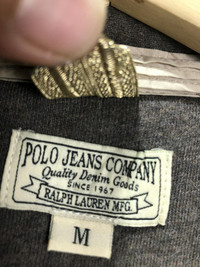 POLO JEANS COMPANY
Quality Denim Goods
SINCE 1967
RALPH LAUREN MFG.
M